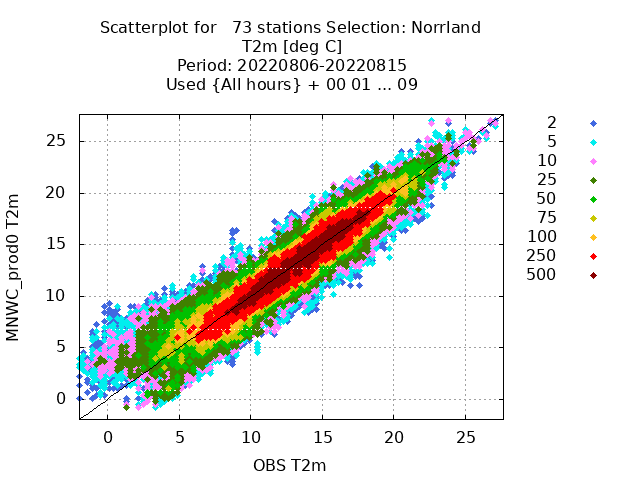 Scatterplot for 73 stations Selection: Norrland
T2m [deg C]
Period: 20220806-20220815
Used {All hours} + 00 01 ... 09
MNWC_prod0 T2m
25
20
15
10
5
0
0 5 10 15 20 25
OBS T2m
2
5
10
25
50
75
100
250
500